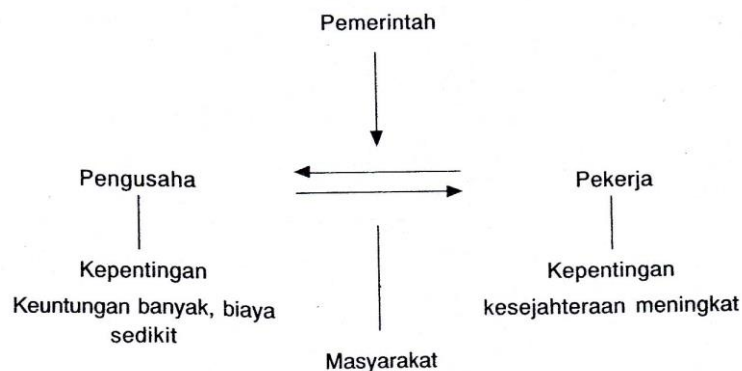 Pemerintah
Pengusaha
Pekerja
Kepentingan
Keuntungan banyak, biaya
sedikit
Kepentingan
kesejahteraan meningkat
Masyarakat